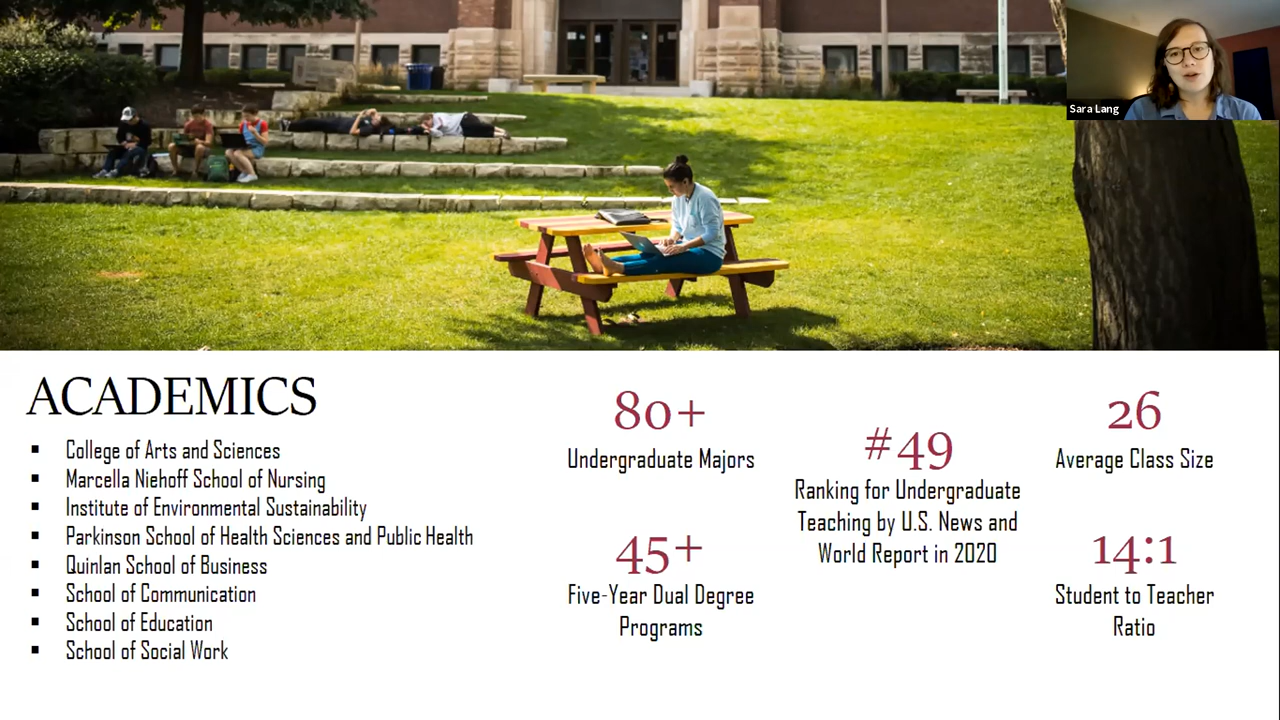 Sara Lang
ACADEMICS
▪ College of Arts and Sciences
▪ Marcella Niehoff School of Nursing
▪ Institute of Environmental Sustainability
▪ Parkinson School of Health Sciences and Public Health
▪ Quinlan School of Business
▪ School of Communication
▪ School of Education
▪ School of Social Work
80+
Undergraduate Majors
45+
Five-Year Dual Degree
Programs
#49
Ranking for Undergraduate
Teaching by U.S. News and
World Report in 2020
26
Average Class Size
14:1
Student to Teacher
Ratio